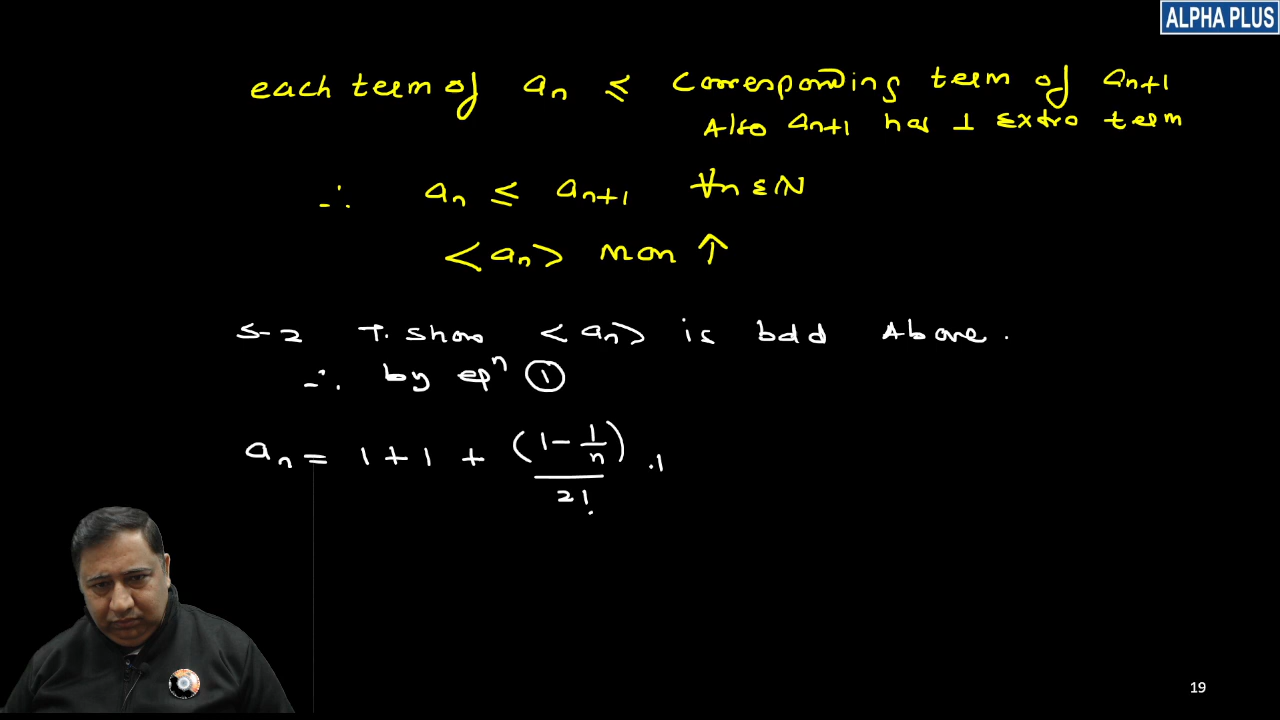 ALPHA PLUS
each term of aₙ ≤ corresponding term of aₙ₊₁
Also aₙ₊₁ has 1 Extra term
∴ aₙ ≤ aₙ₊₁ ∀n ε N
<aₙ> mon ↑
S-2 T. show <aₙ> is bdd Above.
∴ by eqⁿ ①
aₙ = 1 + 1 + (1 - 1/n)/2! .1
19